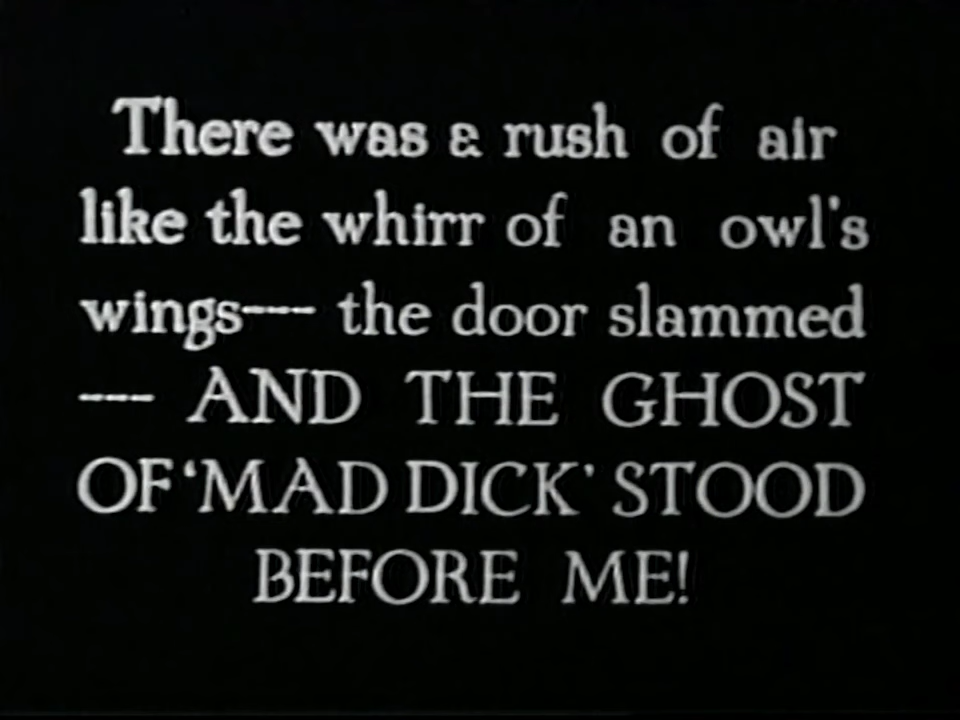 There was a rush of air
like the whirr of an owl's
wings--- the door slammed
--- AND THE GHOST
OF 'MAD DICK' STOOD
BEFORE ME!